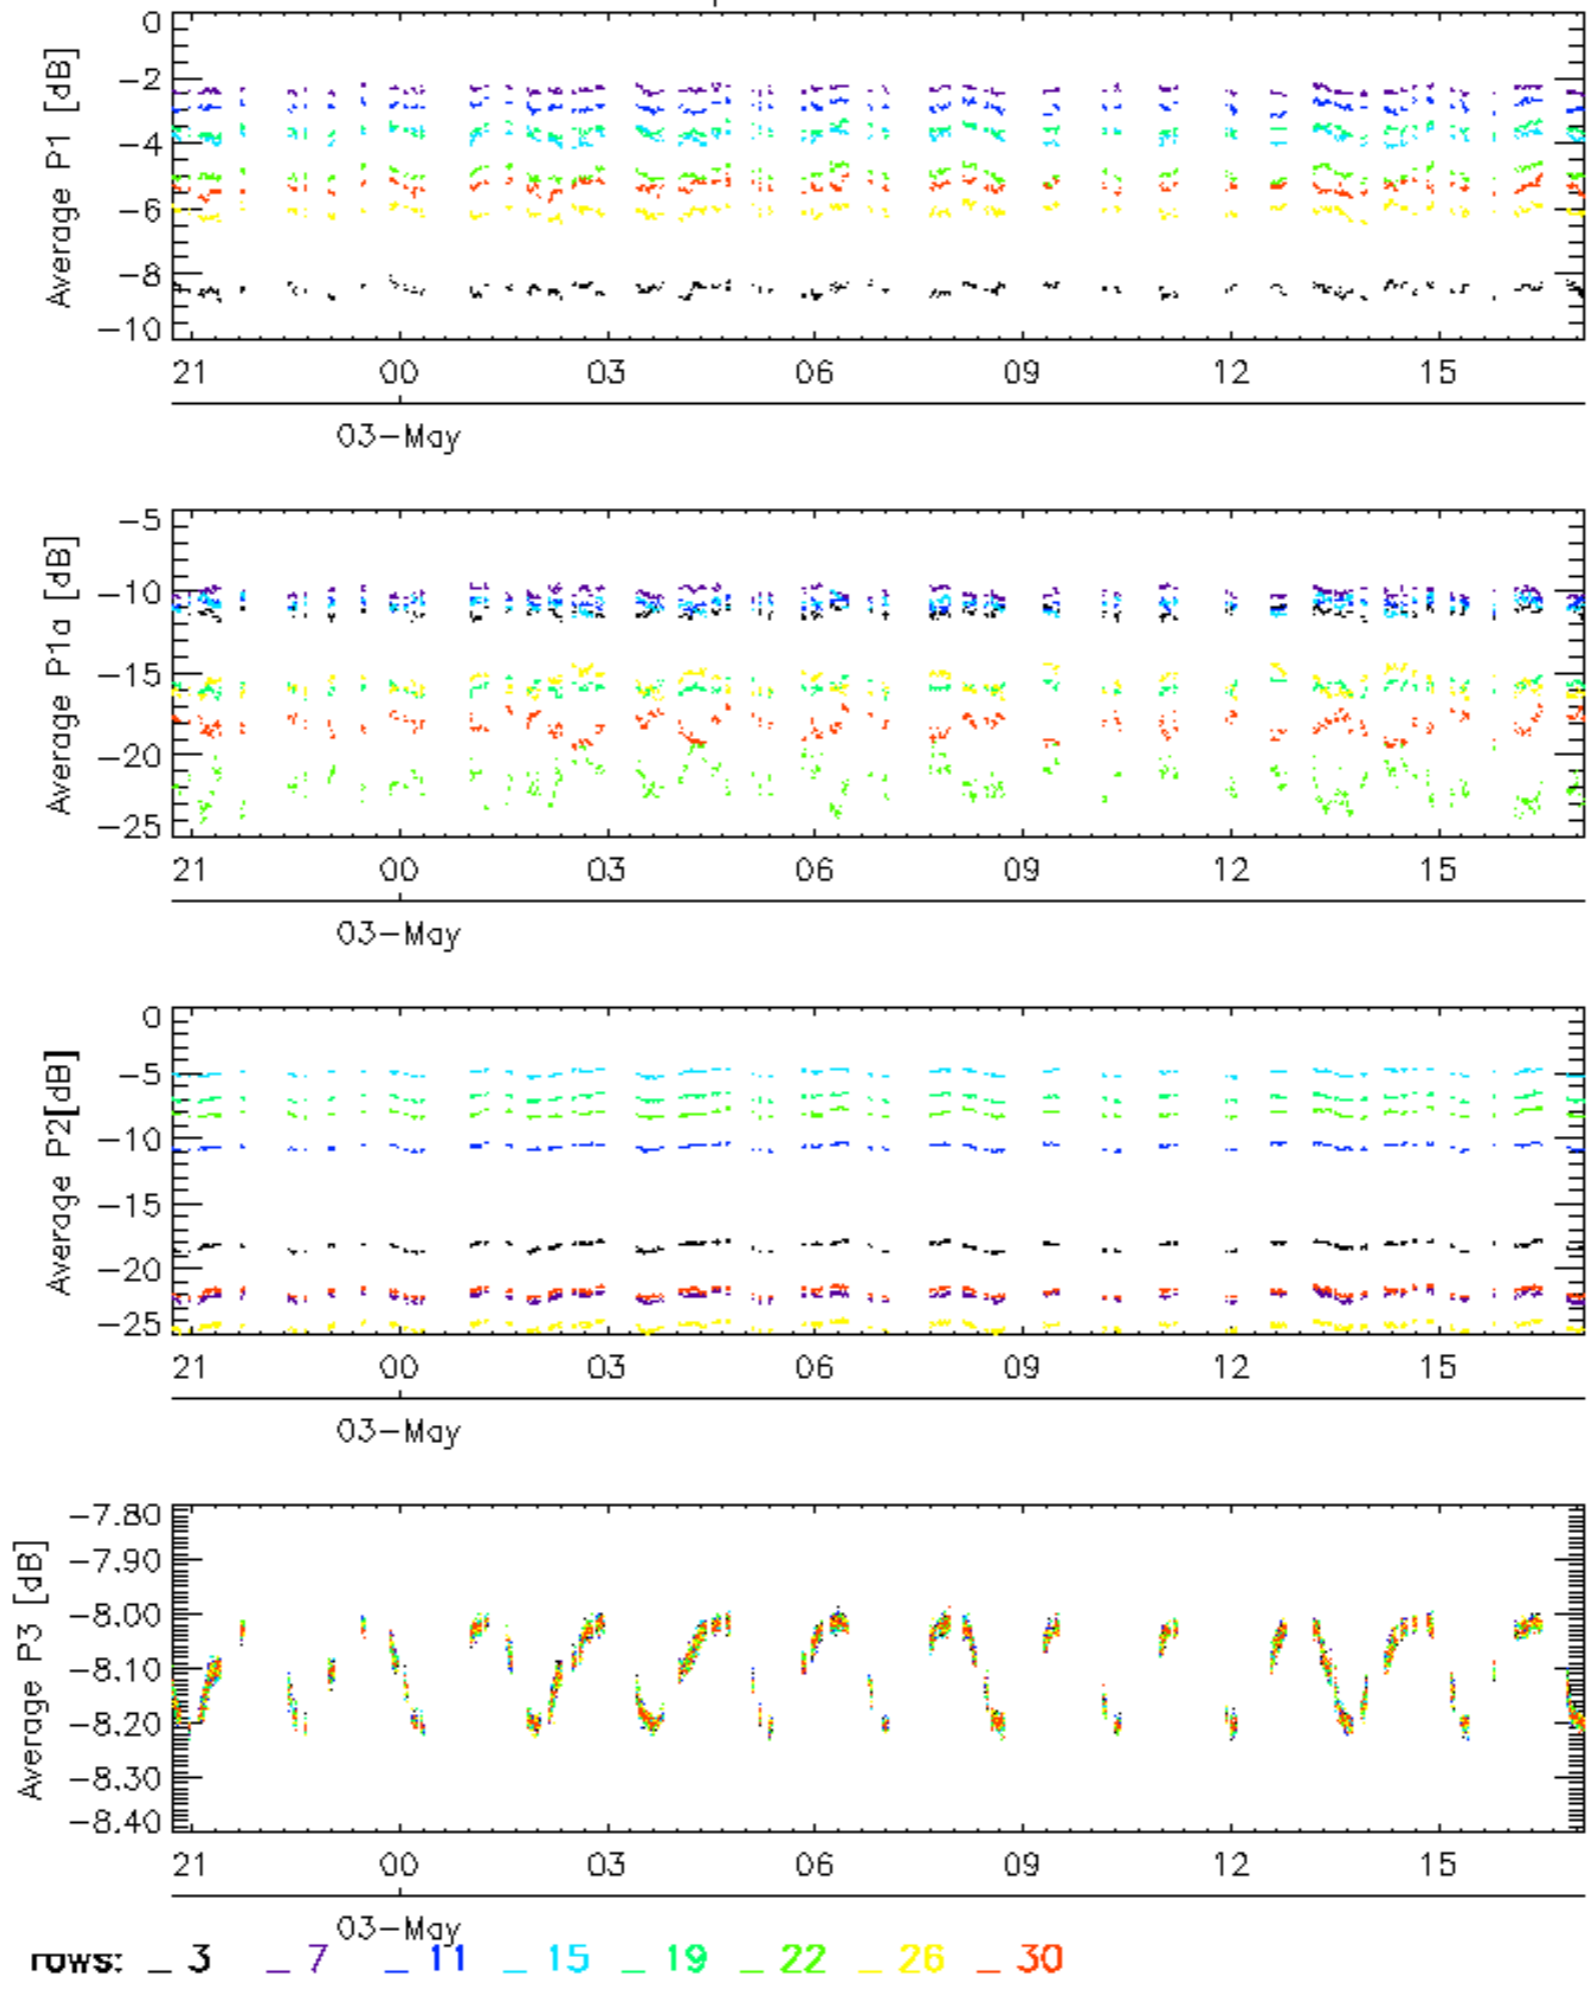 Average P1 [dB]
0
−2
−4
−6
−8
−10
21 00 03 06 09 12 15
03−May
Average P1a [dB]
−5
−10
−15
−20
−25
21 00 03 06 09 12 15
03−May
Average P2[dB]
0
−5
−10
−15
−20
−25
21 00 03 06 09 12 15
03−May
Average P3 [dB]
−7.80
−7.90
−8.00
−8.10
−8.20
−8.30
−8.40
21 00 03 06 09 12 15
03−May
rows: _ 3 _ 7 _ 11 _ 15 _ 19 _ 22 _ 26 _ 30